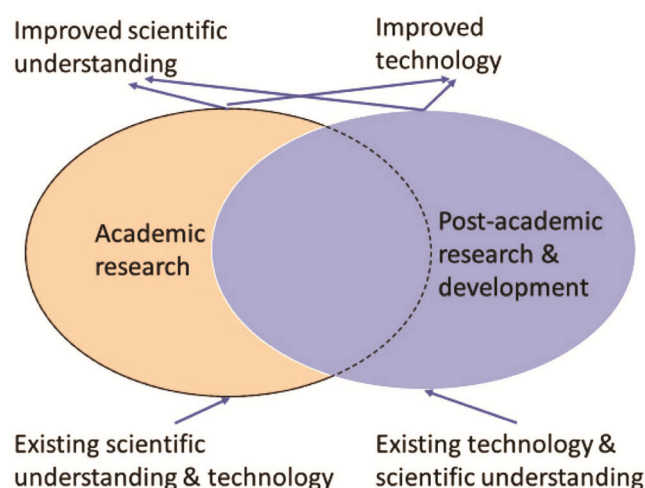 Improved scientific
understanding
Improved
technology
Academic
research
Post-academic
research &
development
Existing scientific
understanding & technology
Existing technology &
scientific understanding